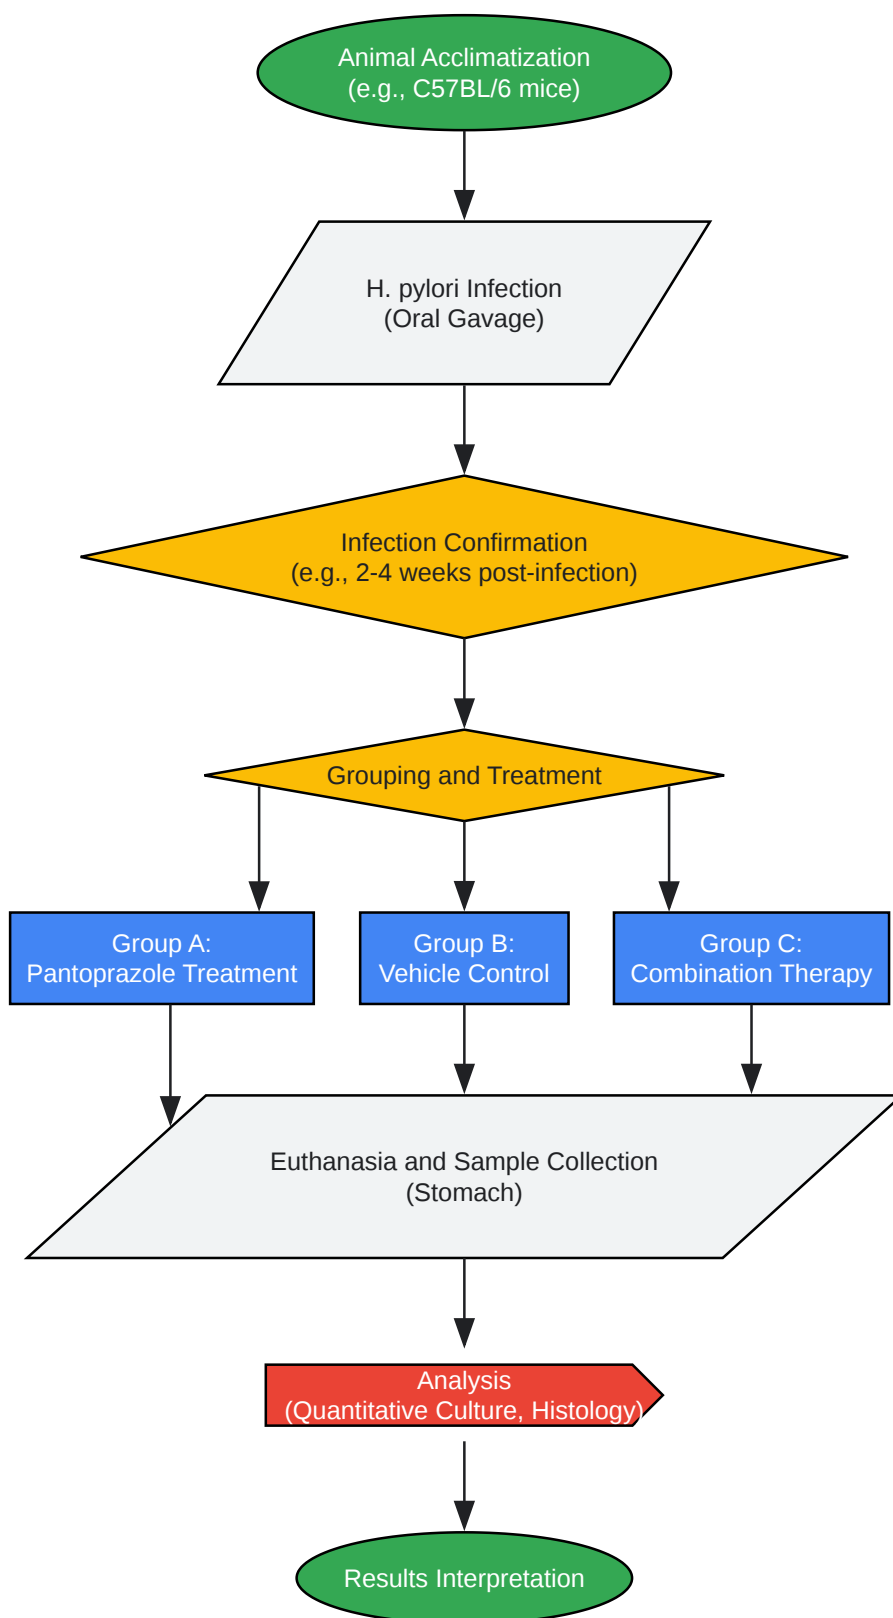 Animal Acclimatization
(e.g., C57BL/6 mice)
H. pylori Infection
(Oral Gavage)
Infection Confirmation
(e.g., 2-4 weeks post-infection)
Grouping and Treatment
Group A:
Pantoprazole Treatment
Group B:
Vehicle Control
Group C:
Combination Therapy
Euthanasia and Sample Collection
(Stomach)
Analysis
(Quantitative Culture, Histology)
Results Interpretation